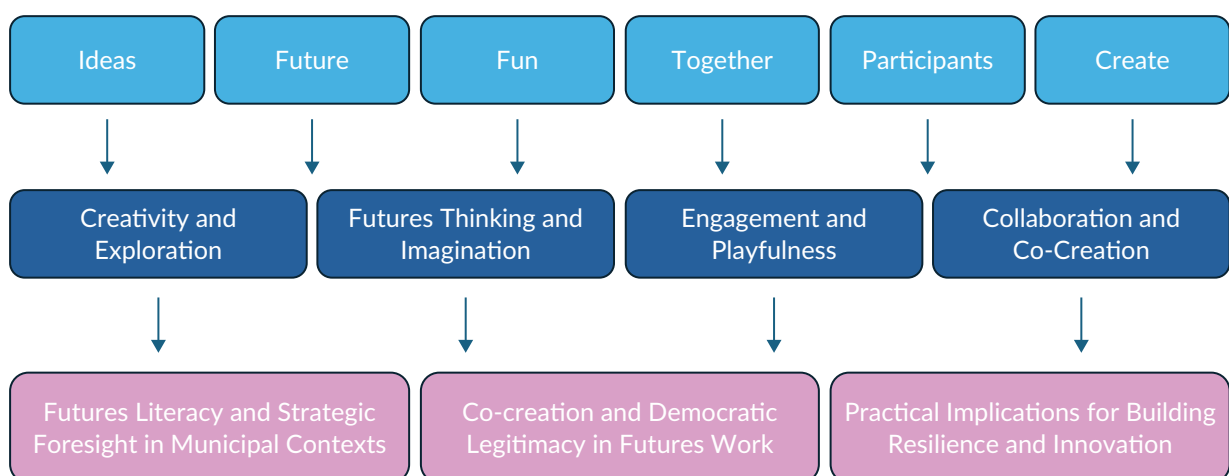 Ideas
Future
Fun
Together
Participants
Create
Creativity and
Exploration
Futures Thinking and
Imagination
Engagement and
Playfulness
Collaboration and
Co-Creation
Futures Literacy and Strategic
Foresight in Municipal Contexts
Co-creation and Democratic
Legitimacy in Futures Work
Practical Implications for Building
Resilience and Innovation